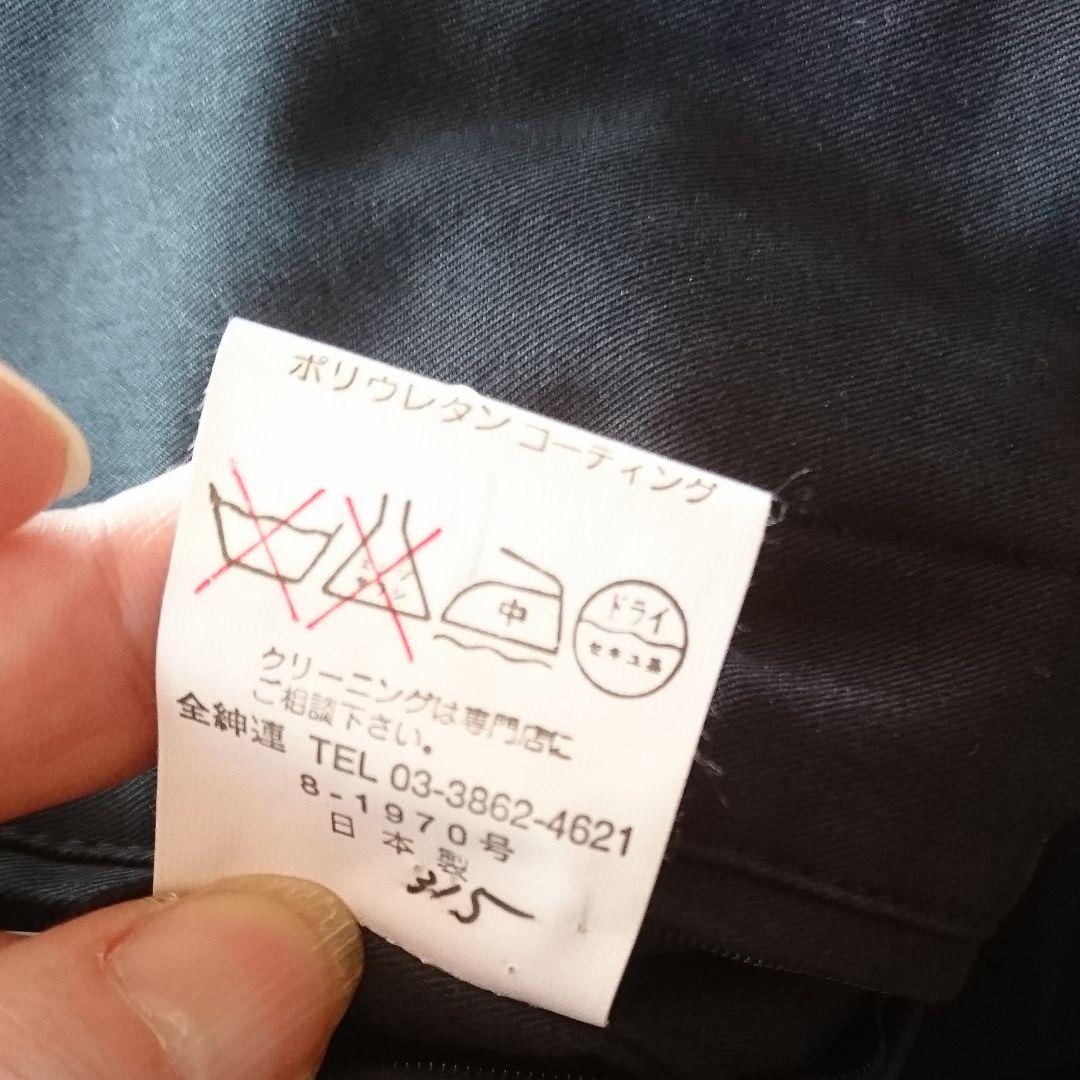 ポリウレタン コーティング
中
ドライ
セキユ系
クリーニングは専門店に
ご相談下さい。
全紳連 TEL 03-3862-4621
8-1970号
日本製
315